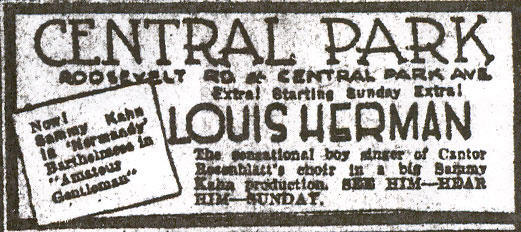 CENTRAL PARK
ROOSEVELT RD at CENTRAL PARK AVE
Extra! Starting Sunday Extra!
LOUIS HERMAN
The sensational boy singer of Cantor
Rosenblatt's choir in a big Sammy
Kahn production. SEE HIM—HEAR
HIM—SUNDAY.
Now!
Sammy Kahn
in 'Normandy'
Barthelmess in
"Amateur
Gentleman"